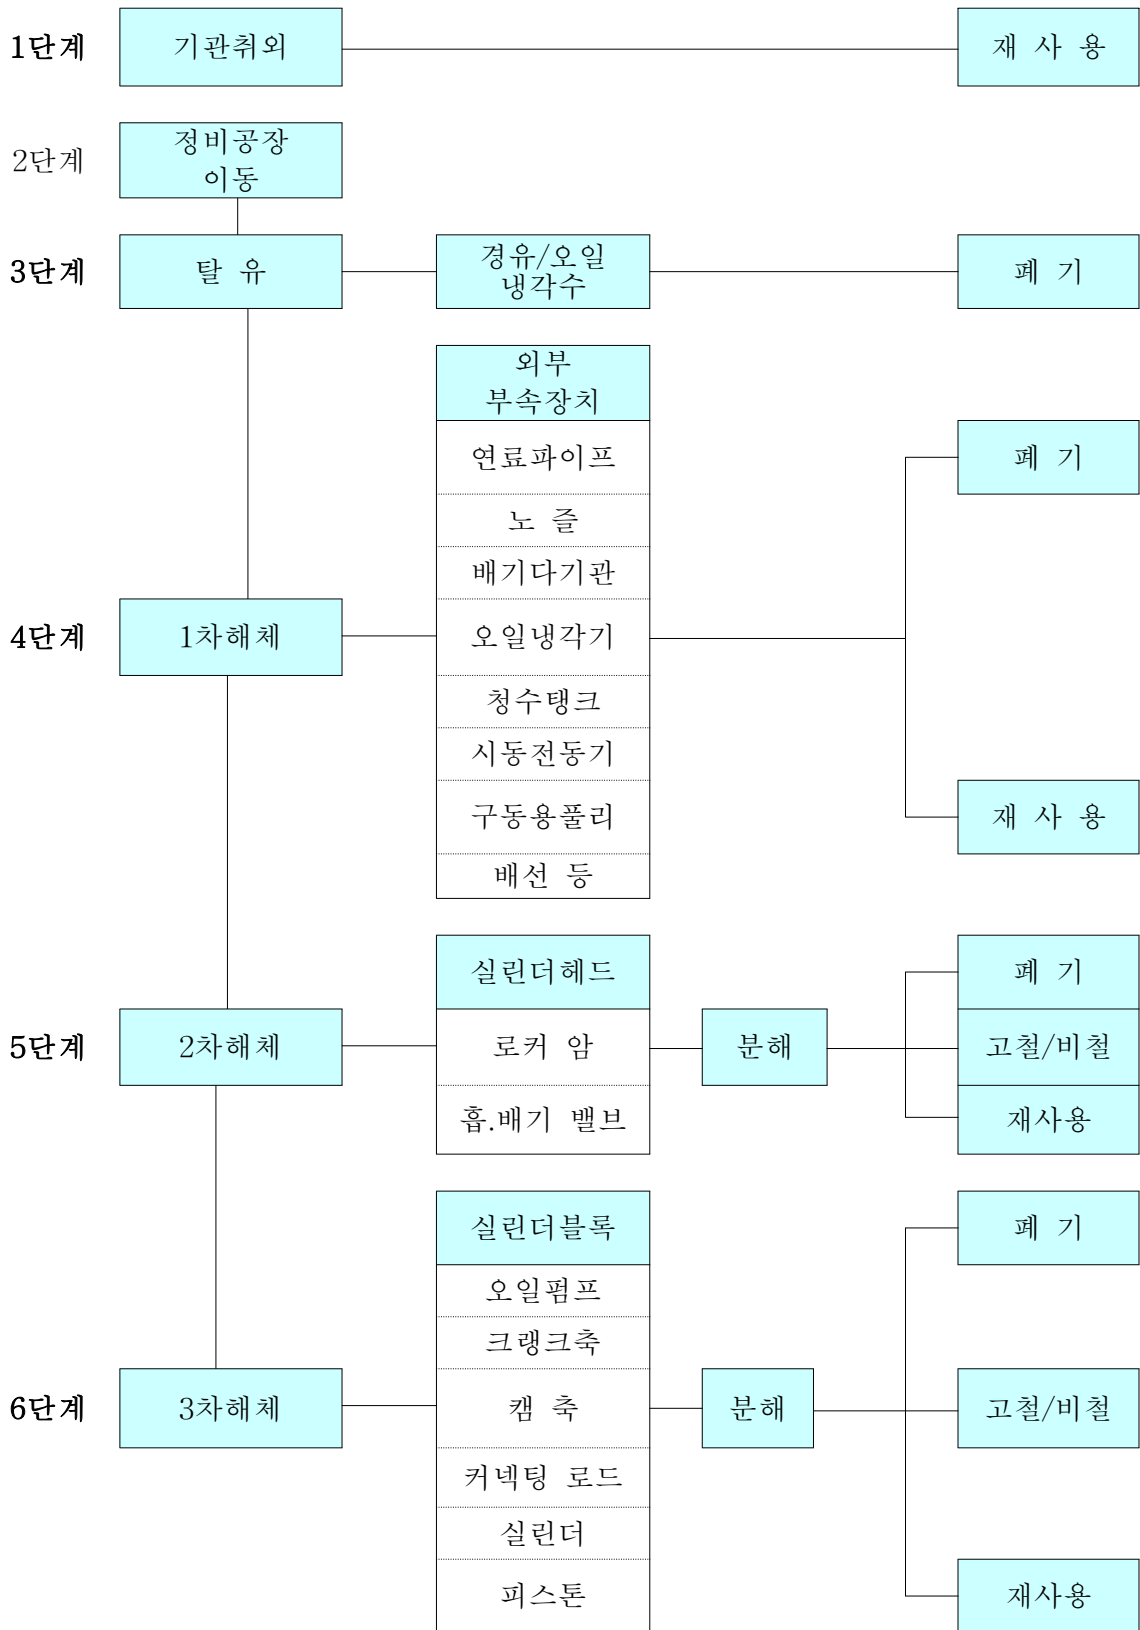 1단계
기관취외
재 사 용
2단계
정비공장
이동
3단계
탈 유
경유/오일
냉각수
폐 기
외부
부속장치
연료파이프
폐 기
노 즐
배기다기관
4단계
1차해체
오일냉각기
청수탱크
시동전동기
구동용풀리
재 사 용
배선 등
실린더헤드
폐 기
5단계
2차해체
로커 암
분해
고철/비철
흡.배기 밸브
재사용
실린더블록
폐 기
오일펌프
크랭크축
6단계
3차해체
캠 축
분해
고철/비철
커넥팅 로드
실린더
피스톤
재사용